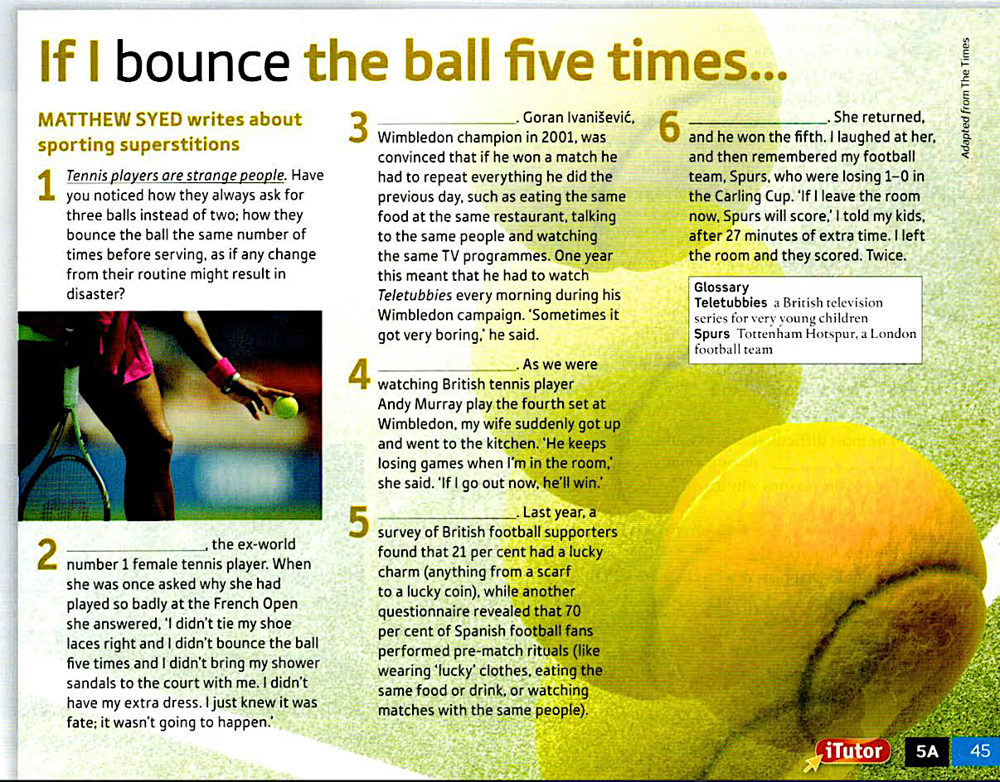 If I bounce the ball five times...
MATTHEW SYED writes about
sporting superstitions
1 Tennis players are strange people. Have
you noticed how they always ask for
three balls instead of two; how they
bounce the ball the same number of
times before serving, as if any change
from their routine might result in
disaster?
2 ____________________, the ex-world
number 1 female tennis player. When
she was once asked why she had
played so badly at the French Open
she answered, ‘I didn't tie my shoe
laces right and I didn't bounce the ball
five times and I didn't bring my shower
sandals to the court with me. I didn't
have my extra dress. I just knew it was
fate; it wasn't going to happen.’
3 ____________________. Goran Ivanišević,
Wimbledon champion in 2001, was
convinced that if he won a match he
had to repeat everything he did the
previous day, such as eating the same
food at the same restaurant, talking
to the same people and watching
the same TV programmes. One year
this meant that he had to watch
Teletubbies every morning during his
Wimbledon campaign. ‘Sometimes it
got very boring,’ he said.
4 ____________________. As we were
watching British tennis player
Andy Murray play the fourth set at
Wimbledon, my wife suddenly got up
and went to the kitchen. ‘He keeps
losing games when I'm in the room,’
she said. ‘If I go out now, he'll win.’
5 ____________________. Last year, a
survey of British football supporters
found that 21 per cent had a lucky
charm (anything from a scarf
to a lucky coin), while another
questionnaire revealed that 70
per cent of Spanish football fans
performed pre-match rituals (like
wearing ‘lucky’ clothes, eating the
same food or drink, or watching
matches with the same people).
6 ____________________. She returned,
and he won the fifth. I laughed at her,
and then remembered my football
team, Spurs, who were losing 1–0 in
the Carling Cup. ‘If I leave the room
now, Spurs will score,’ I told my kids,
after 27 minutes of extra time. I left
the room and they scored. Twice.
Glossary
Teletubbies a British television
series for very young children
Spurs Tottenham Hotspur, a London
football team
Adapted from The Times
iTutor 5A 45